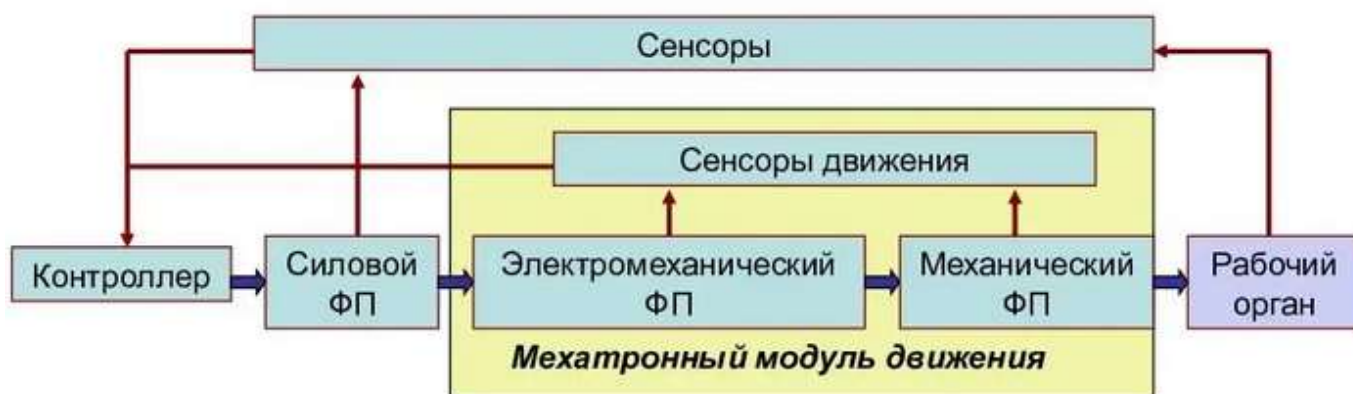 Сенсоры
Сенсоры движения
Контроллер
Силовой
ФП
Электромеханический
ФП
Механический
ФП
Рабочий
орган
Мехатронный модуль движения